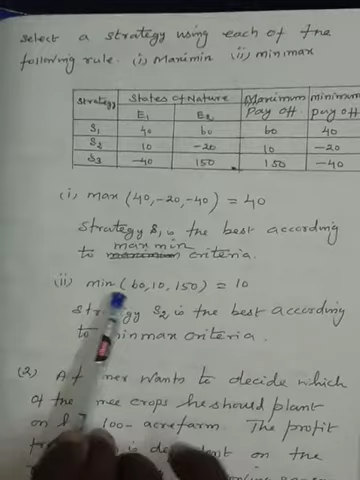 select a strategy using each of the
following rule. (i) Maximin (ii) minimax
Strategy States of Nature Maximum Pay off. minimum pay off.
E1 E2
S1 40 60 60 40
S2 10 -20 10 -20
S3 -40 150 150 -40
(i) max (40, -20, -40) = 40
Strategy S1 is the best according
to max min criteria.
(ii) min (60, 10, 150) = 10
S2 is the best according
to criteria.
(2) A wants to decide which
of the crops he should plant
on 100-acre farm. The profit
is dependent on the